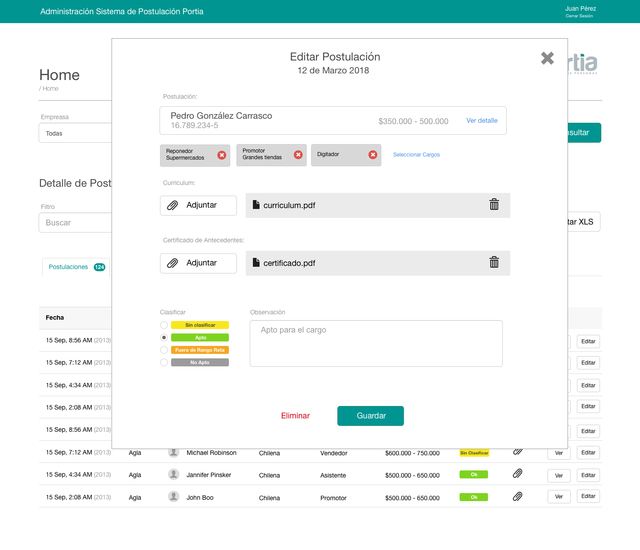 Administración Sistema de Postulación Portia
Juan Pérez
Cerrar Sesión
Home
/ Home
Empreassa
Todas
Detalle de Post
Filtro
Buscar
Postulaciones 124
Fecha
Editar Postulación
12 de Marzo 2018
Postulación:
Pedro González Carrasco
16.789.234-5
$350.000 - 500.000
Ver detalle
Reponedor
Supermercados
Promotor
Grandes tiendas
Digitador
Seleccionar Cargos
Curriculum:
Adjuntar
curriculum.pdf
Certificado de Antecedentes:
Adjuntar
certificado.pdf
Clasificar
Sin clasificar
Apto
Fuera de Rango Reta
No Apto
Observación
Apto para el cargo
Eliminar
Guardar
rtia
sultar
tar XLS
15 Sep, 8:56 AM (2013) Editar
15 Sep, 7:12 AM (2013) Editar
15 Sep, 4:34 AM (2013) Editar
15 Sep, 2:08 AM (2013) Editar
15 Sep, 8:56 AM (2013) Editar
15 Sep, 7:12 AM (2013) Agla Michael Robinson Chilena Vendedor $600.000 - 750.000 Sin Clasificar Ver Editar
15 Sep, 4:34 AM (2013) Agla Jannifer Pinsker Chilena Asistente $500.000 - 650.000 Ok Ver Editar
15 Sep, 2:08 AM (2013) Agla John Boo Chilena Promotor $500.000 - 650.000 Ok Ver Editar